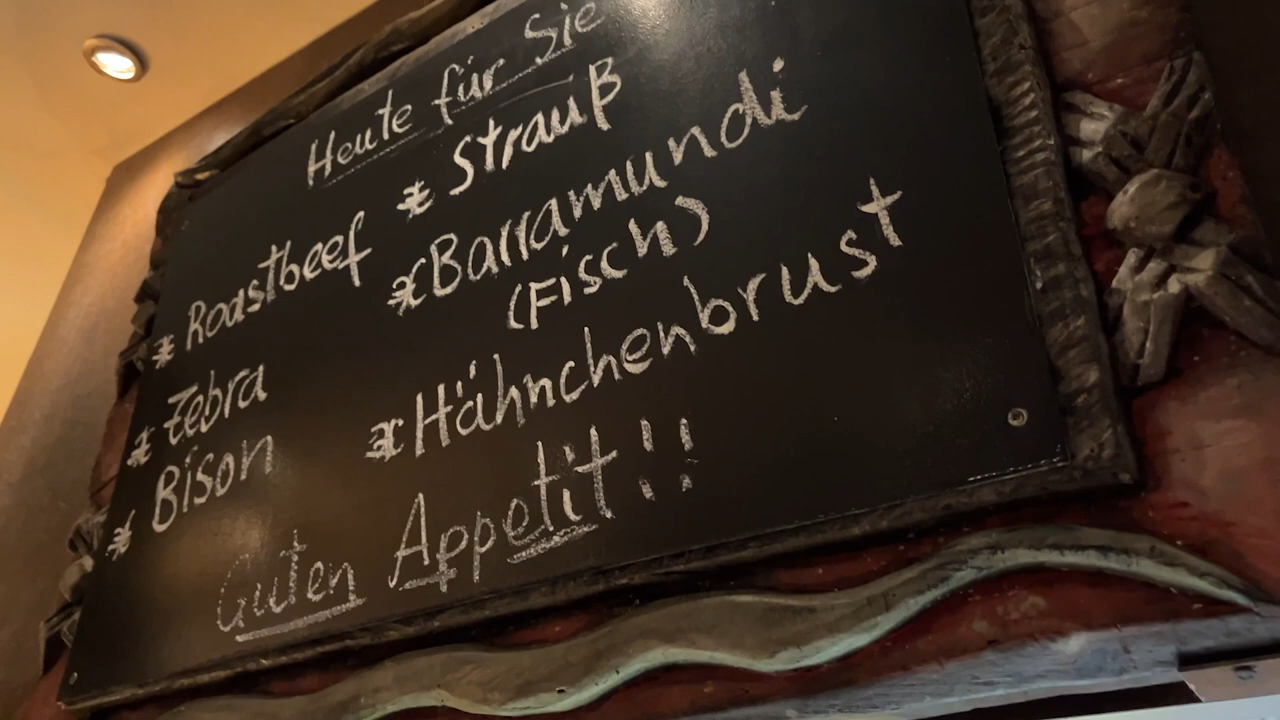 Heute für Sie
* Roastbeef
* Zebra
* Bison
* Strauß
* Barramundi
(Fisch)
* Hähnchenbrust
Guten Appetit!!